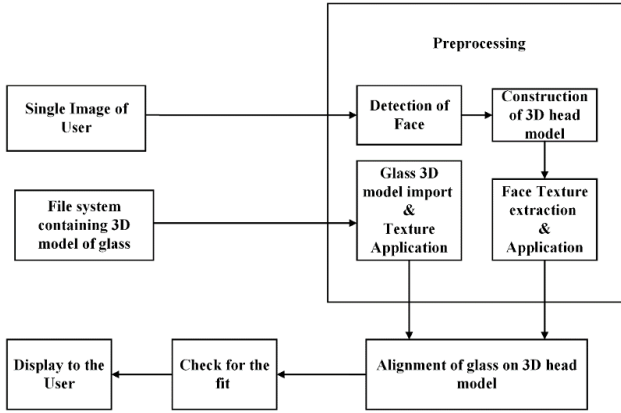 Preprocessing
Single Image of
User
Detection of
Face
Construction
of 3D head
model
File system
containing 3D
model of glass
Glass 3D
model import
&
Texture
Application
Face Texture
extraction
&
Application
Display to the
User
Check for the
fit
Alignment of glass on 3D head
model